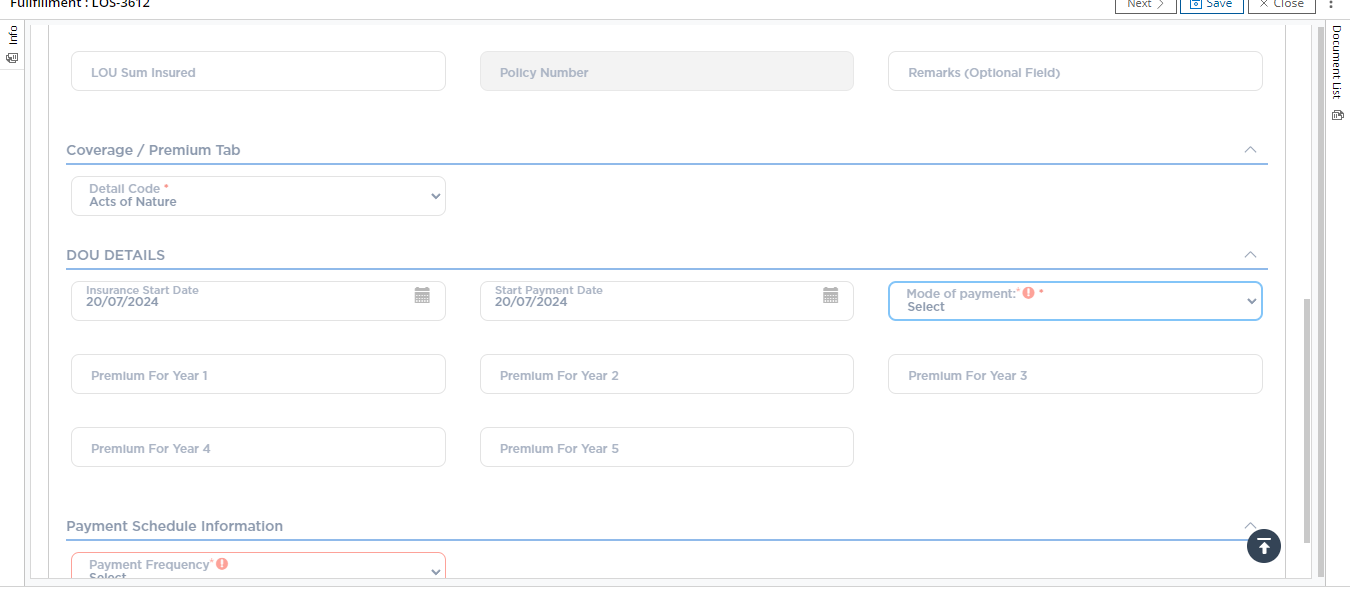 Fullfillment : LOS-3612
Next
Save
Close
Info
Document List
LOU Sum Insured
Policy Number
Remarks (Optional Field)
Coverage / Premium Tab
Detail Code *
Acts of Nature
DOU DETAILS
Insurance Start Date
20/07/2024
Start Payment Date
20/07/2024
Mode of payment:* *
Select
Premium For Year 1
Premium For Year 2
Premium For Year 3
Premium For Year 4
Premium For Year 5
Payment Schedule Information
Payment Frequency*
Select